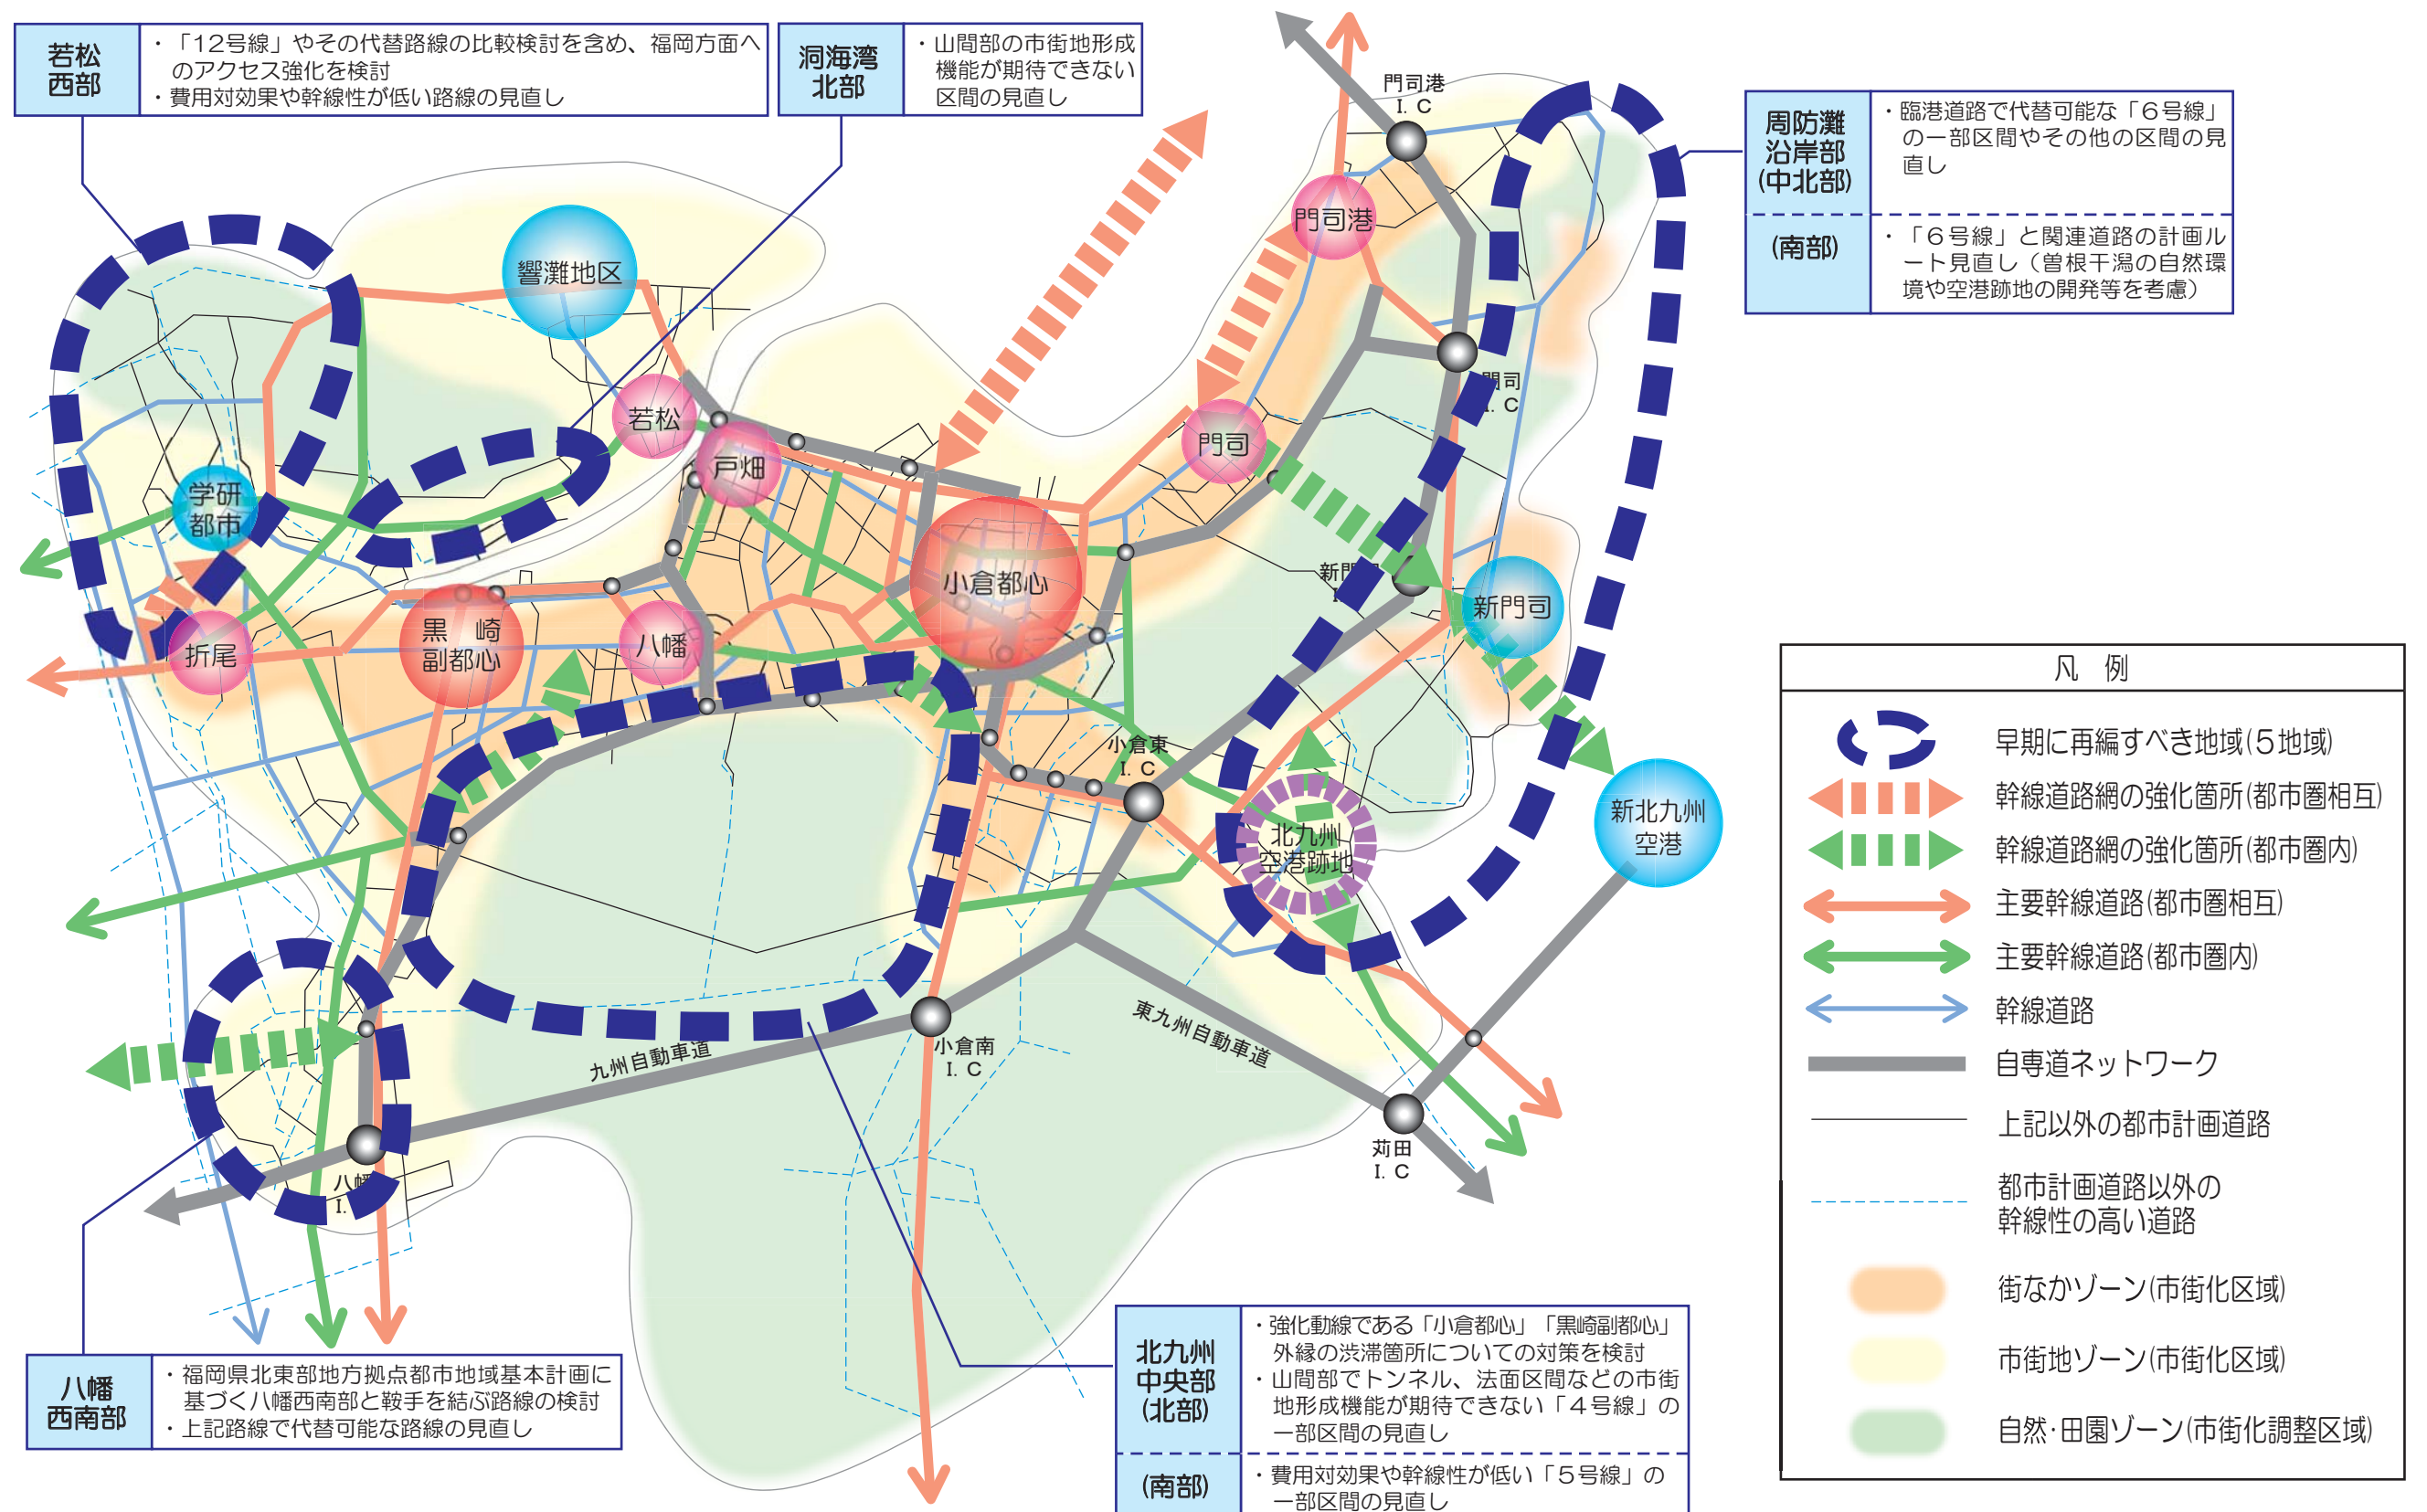 若松
西部
・「12号線」やその代替路線の比較検討を含め、福岡方面へ
のアクセス強化を検討
・費用対効果や幹線性が低い路線の見直し
洞海湾
北部
・山間部の市街地形成
機能が期待できない
区間の見直し
周防灘
沿岸部
(中北部)
・臨港道路で代替可能な「6号線」
の一部区間やその他の区間の見
直し
(南部)
・「6号線」と関連道路の計画ル
ート見直し（曽根干潟の自然環
境や空港跡地の開発等を考慮）
門司港
I. C
門司港
響灘地区
若松
戸畑
門司
門司
I. C
学研
都市
折尾
黒　崎
副都心
八幡
小倉都心
新門司
新北九州
空港
小倉東
I. C
北九州
空港跡地
小倉南
I. C
九州自動車道
東九州自動車道
苅田
I. C
八幡
I.
八幡
西南部
・福岡県北東部地方拠点都市地域基本計画に
基づく八幡西南部と鞍手を結ぶ路線の検討
・上記路線で代替可能な路線の見直し
北九州
中央部
(北部)
・強化動線である「小倉都心」「黒崎副都心」
外縁の渋滞箇所についての対策を検討
・山間部でトンネル、法面区間などの市街
地形成機能が期待できない「4号線」の
一部区間の見直し
(南部)
・費用対効果や幹線性が低い「5号線」の
一部区間の見直し
凡　例
早期に再編すべき地域(5地域)
幹線道路網の強化箇所(都市圏相互)
幹線道路網の強化箇所(都市圏内)
主要幹線道路(都市圏相互)
主要幹線道路(都市圏内)
幹線道路
自専道ネットワーク
上記以外の都市計画道路
都市計画道路以外の
幹線性の高い道路
街なかゾーン(市街化区域)
市街地ゾーン(市街化区域)
自然･田園ゾーン(市街化調整区域)